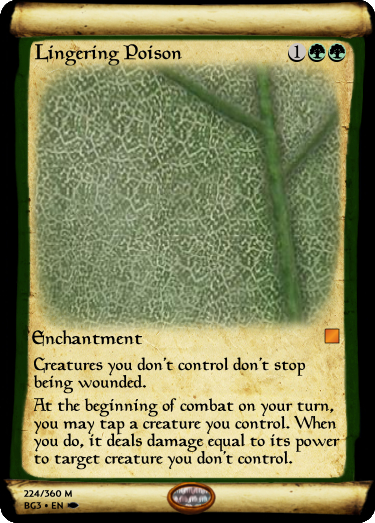 Lingering Poison 1
Enchantment
Creatures you don't control don't stop
being wounded.
At the beginning of combat on your turn,
you may tap a creature you control. When
you do, it deals damage equal to its power
to target creature you don't control.
224/360 M
BG3 • EN